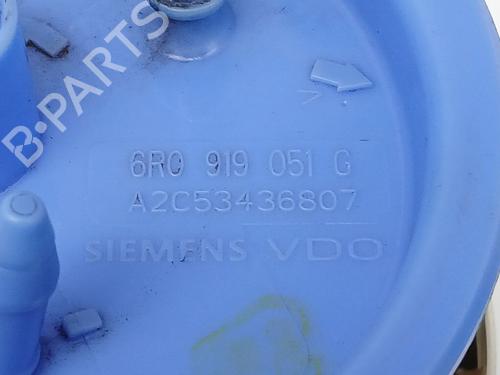 B-PARTS
6R0 919 051 G
A2C53436807
SIEMENS VDO